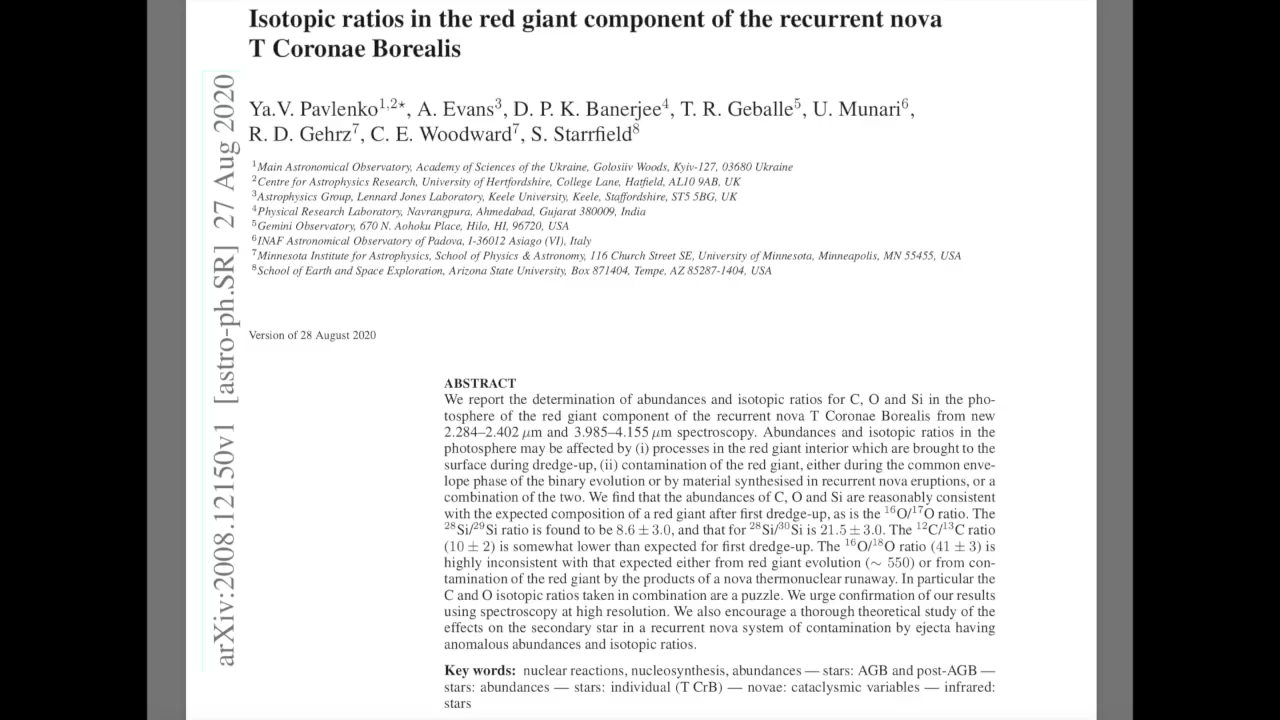 Isotopic ratios in the red giant component of the recurrent nova
T Coronae Borealis
Ya.V. Pavlenko1,2⋆, A. Evans3, D. P. K. Banerjee4, T. R. Geballe5, U. Munari6,
R. D. Gehrz7, C. E. Woodward7, S. Starrfield8
1Main Astronomical Observatory, Academy of Sciences of the Ukraine, Golosiiv Woods, Kyiv-127, 03680 Ukraine
2Centre for Astrophysics Research, University of Hertfordshire, College Lane, Hatfield, AL10 9AB, UK
3Astrophysics Group, Lennard Jones Laboratory, Keele University, Keele, Staffordshire, ST5 5BG, UK
4Physical Research Laboratory, Navrangpura, Ahmedabad, Gujarat 380009, India
5Gemini Observatory, 670 N. Aohoku Place, Hilo, HI, 96720, USA
6INAF Astronomical Observatory of Padova, I-36012 Asiago (VI), Italy
7Minnesota Institute for Astrophysics, School of Physics & Astronomy, 116 Church Street SE, University of Minnesota, Minneapolis, MN 55455, USA
8School of Earth and Space Exploration, Arizona State University, Box 871404, Tempe, AZ 85287-1404, USA
arXiv:2008.12150v1 [astro-ph.SR] 27 Aug 2020
Version of 28 August 2020
ABSTRACT
We report the determination of abundances and isotopic ratios for C, O and Si in the pho-
tosphere of the red giant component of the recurrent nova T Coronae Borealis from new
2.284–2.402 μm and 3.985–4.155 μm spectroscopy. Abundances and isotopic ratios in the
photosphere may be affected by (i) processes in the red giant interior which are brought to the
surface during dredge-up, (ii) contamination of the red giant, either during the common enve-
lope phase of the binary evolution or by material synthesised in recurrent nova eruptions, or a
combination of the two. We find that the abundances of C, O and Si are reasonably consistent
with the expected composition of a red giant after first dredge-up, as is the 16O/17O ratio. The
28Si/29Si ratio is found to be 8.6 ± 3.0, and that for 28Si/30Si is 21.5 ± 3.0. The 12C/13C ratio
(10 ± 2) is somewhat lower than expected for first dredge-up. The 16O/18O ratio (41 ± 3) is
highly inconsistent with that expected either from red giant evolution (∼ 550) or from con-
tamination of the red giant by the products of a nova thermonuclear runaway. In particular the
C and O isotopic ratios taken in combination are a puzzle. We urge confirmation of our results
using spectroscopy at high resolution. We also encourage a thorough theoretical study of the
effects on the secondary star in a recurrent nova system of contamination by ejecta having
anomalous abundances and isotopic ratios.
Key words: nuclear reactions, nucleosynthesis, abundances — stars: AGB and post-AGB —
stars: abundances — stars: individual (T CrB) — novae: cataclysmic variables — infrared:
stars